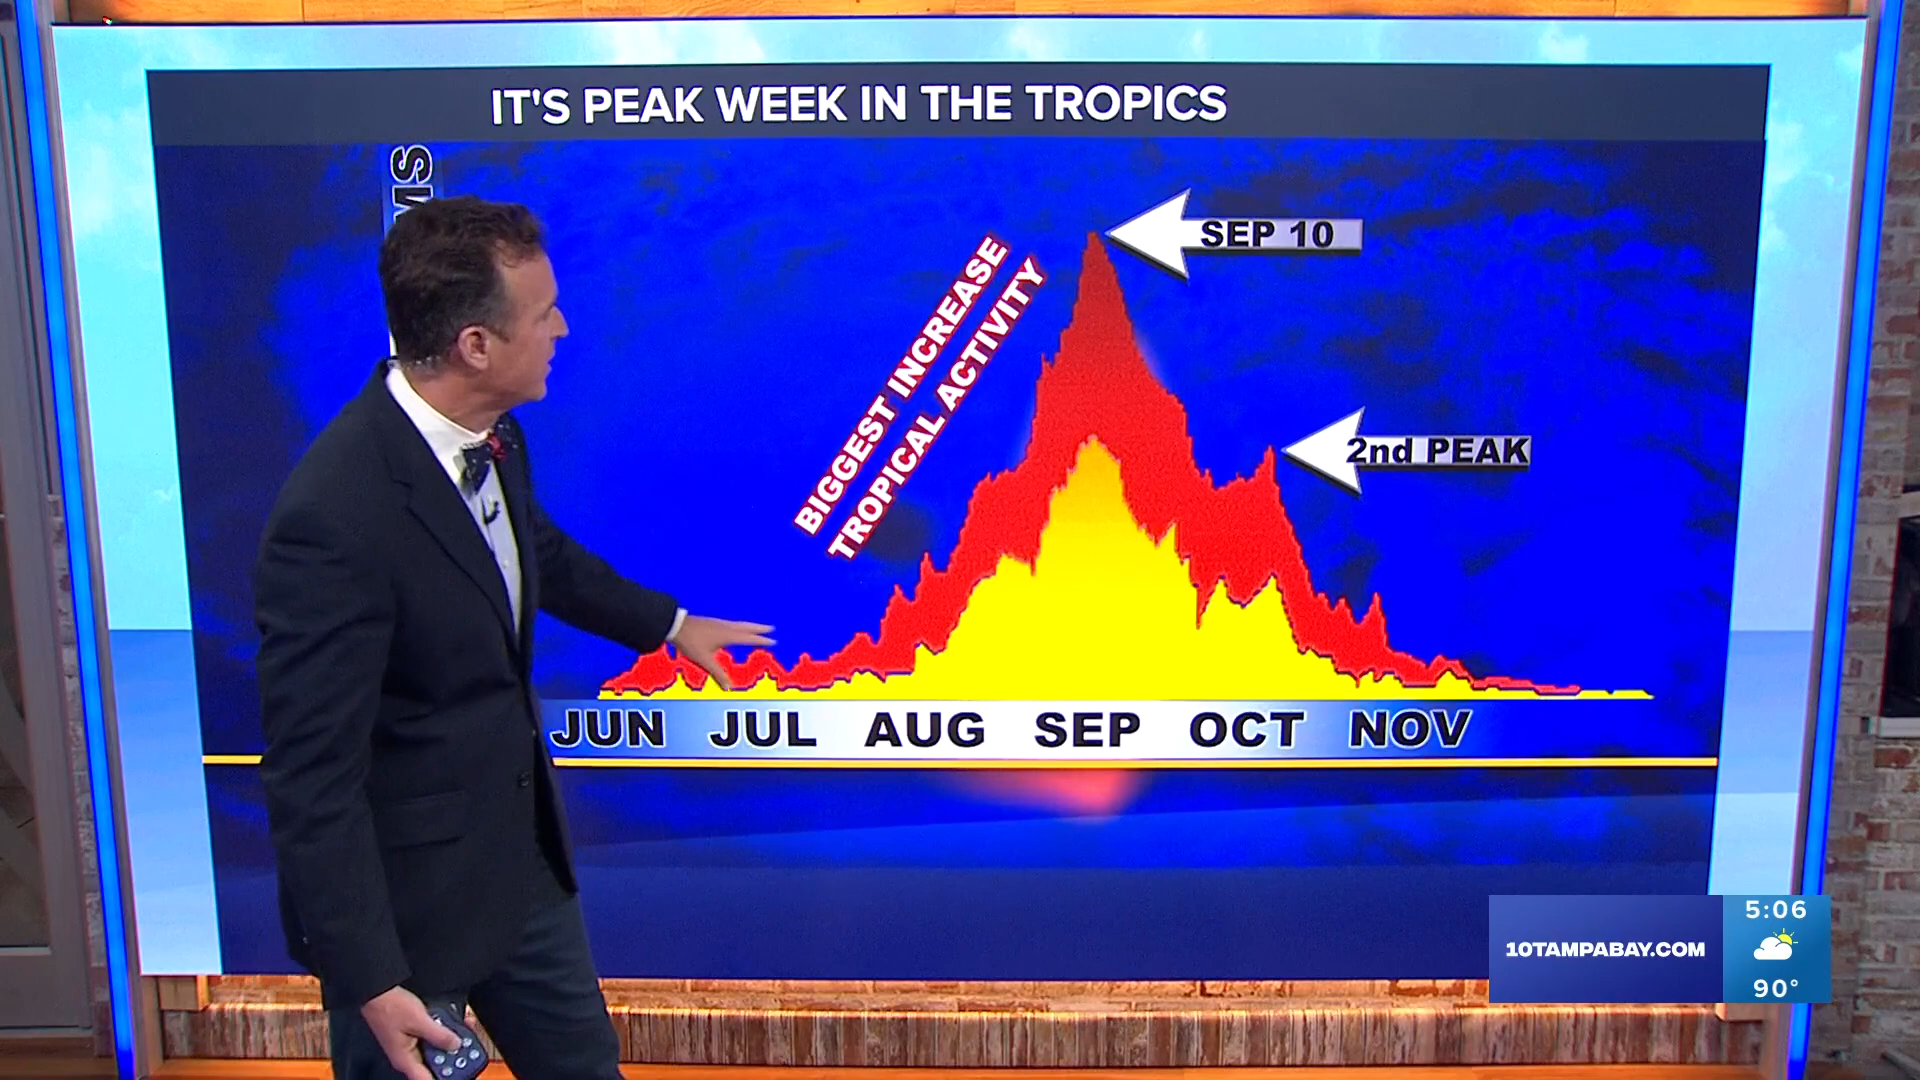 IT'S PEAK WEEK IN THE TROPICS
SEP 10
BIGGEST INCREASE
TROPICAL ACTIVITY
2nd PEAK
JUN JUL AUG SEP OCT NOV
5:06
10TAMPABAY.COM
90°